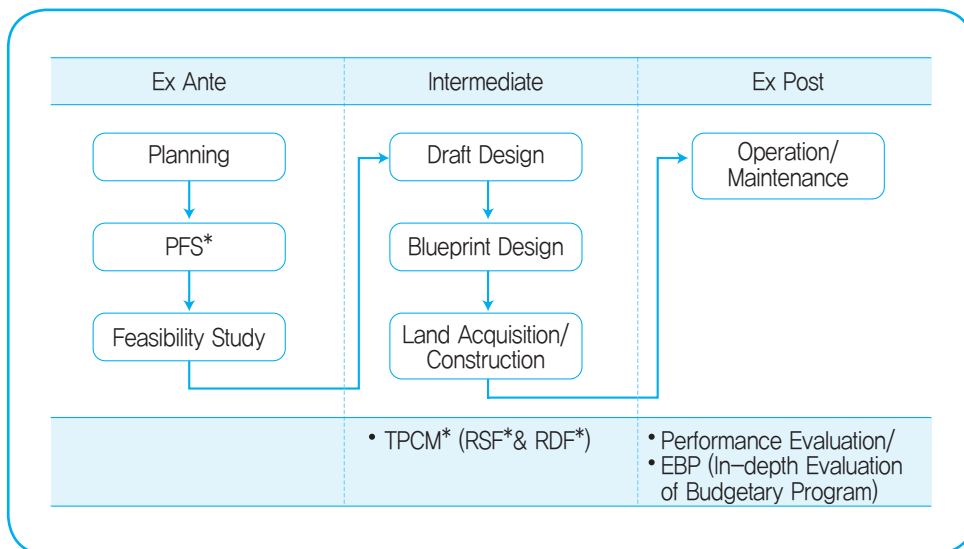 Ex Ante
Intermediate
Ex Post
Planning
PFS*
Feasibility Study
Draft Design
Blueprint Design
Land Acquisition/
Construction
Operation/
Maintenance
• TPCM* (RSF*& RDF*)
• Performance Evaluation/
• EBP (In-depth Evaluation
of Budgetary Program)